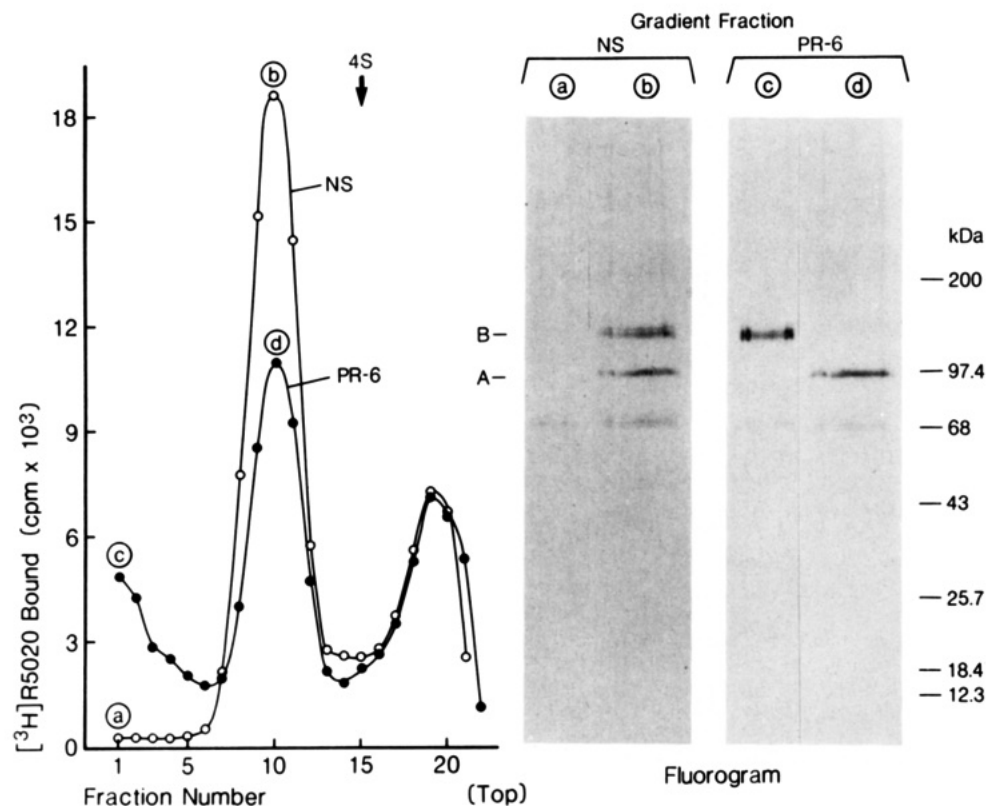 [³H]R5020 Bound (cpm x 10³)
18
15
12
9
6
3
0
1
5
10
15
20
(Top)
Fraction Number
4S
ⓑ
NS
ⓓ
PR-6
ⓒ
ⓐ
Gradient Fraction
NS
PR-6
ⓐ
ⓑ
ⓒ
ⓓ
B–
A–
kDa
— 200
— 97.4
— 68
— 43
— 25.7
— 18.4
— 12.3
Fluorogram